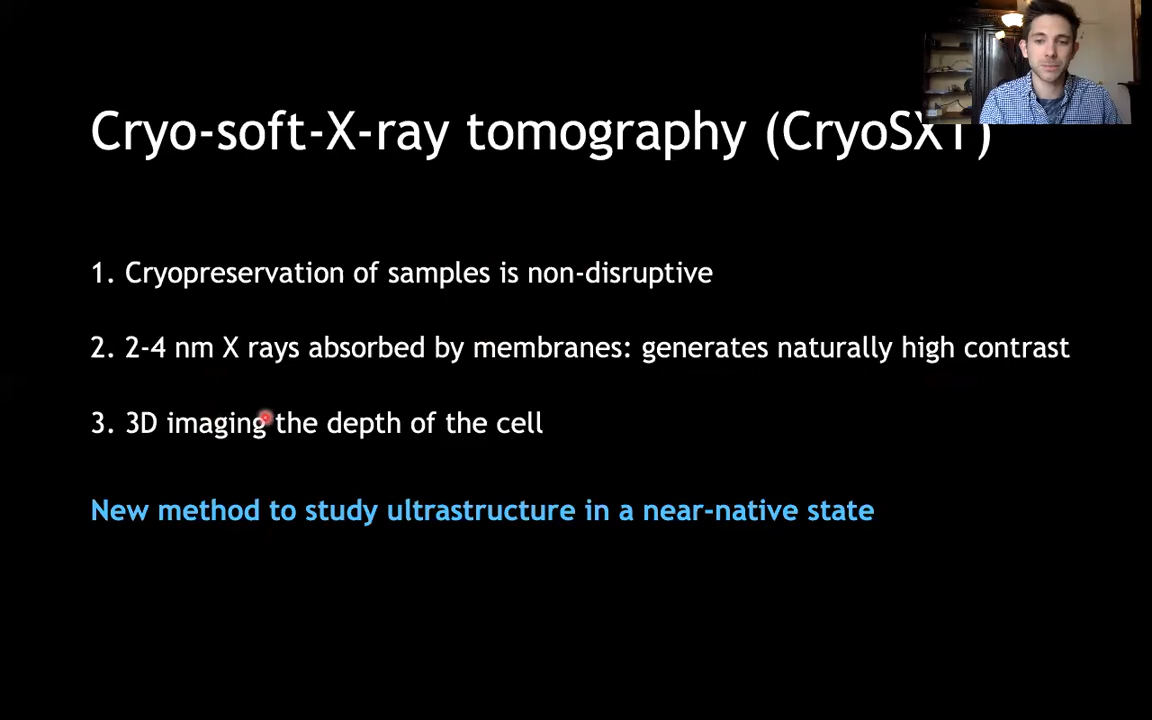 Cryo-soft-X-ray tomography (CryoSXT)
1. Cryopreservation of samples is non-disruptive
2. 2-4 nm X rays absorbed by membranes: generates naturally high contrast
3. 3D imaging the depth of the cell
New method to study ultrastructure in a near-native state